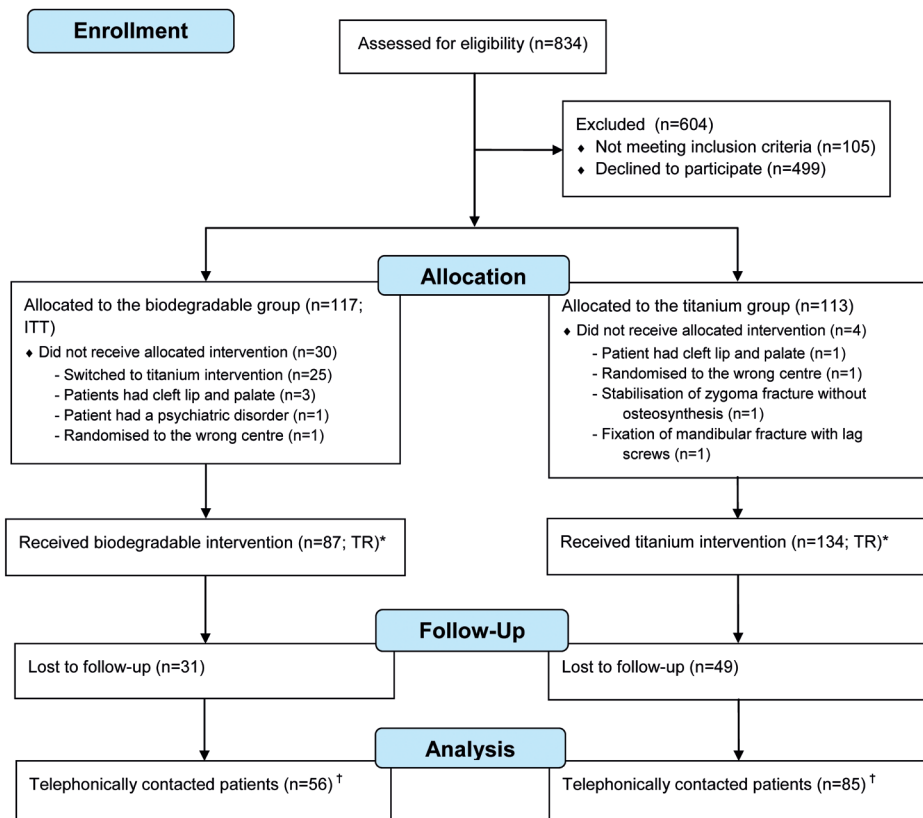 Enrollment
Assessed for eligibility (n=834)
Excluded (n=604)
♦ Not meeting inclusion criteria (n=105)
♦ Declined to participate (n=499)
Allocation
Allocated to the biodegradable group (n=117;
ITT)
♦ Did not receive allocated intervention (n=30)
- Switched to titanium intervention (n=25)
- Patients had cleft lip and palate (n=3)
- Patient had a psychiatric disorder (n=1)
- Randomised to the wrong centre (n=1)
Allocated to the titanium group (n=113)
♦ Did not receive allocated intervention (n=4)
- Patient had cleft lip and palate (n=1)
- Randomised to the wrong centre (n=1)
- Stabilisation of zygoma fracture without
osteosynthesis (n=1)
- Fixation of mandibular fracture with lag
screws (n=1)
Received biodegradable intervention (n=87; TR)*
Received titanium intervention (n=134; TR)*
Follow-Up
Lost to follow-up (n=31)
Lost to follow-up (n=49)
Analysis
Telephonically contacted patients (n=56) †
Telephonically contacted patients (n=85) †